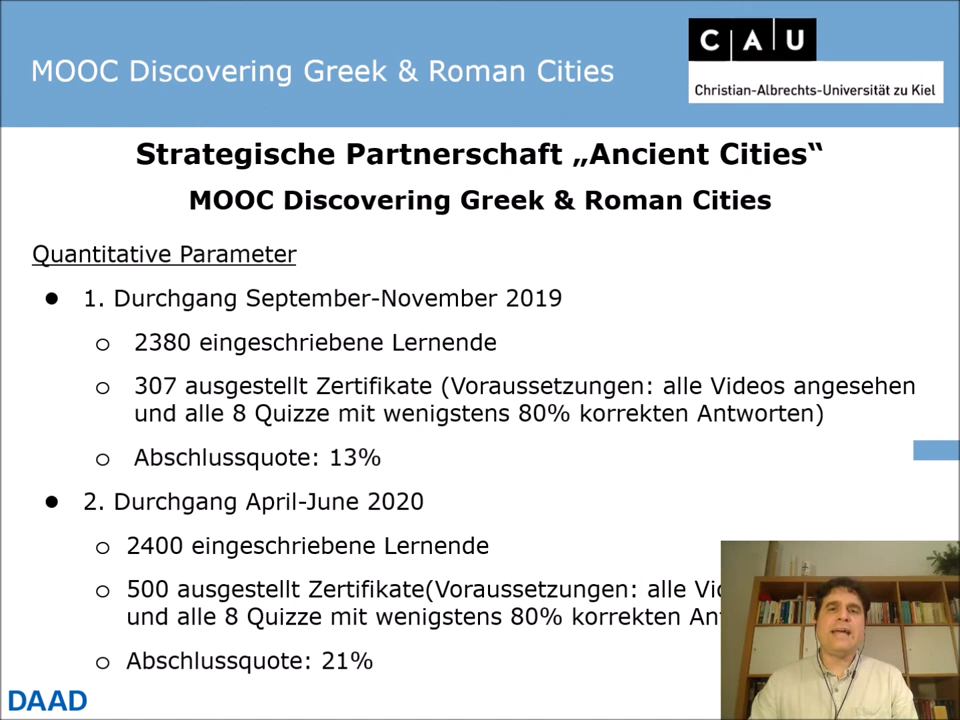 MOOC Discovering Greek & Roman Cities
CAU
Christian-Albrechts-Universität zu Kiel
Strategische Partnerschaft „Ancient Cities“
MOOC Discovering Greek & Roman Cities
Quantitative Parameter
● 1. Durchgang September-November 2019
o 2380 eingeschriebene Lernende
o 307 ausgestellt Zertifikate (Voraussetzungen: alle Videos angesehen
und alle 8 Quizze mit wenigstens 80% korrekten Antworten)
o Abschlussquote: 13%
● 2. Durchgang April-June 2020
o 2400 eingeschriebene Lernende
o 500 ausgestellt Zertifikate(Voraussetzungen: alle
und alle 8 Quizze mit wenigstens 80% korrekten
o Abschlussquote: 21%
DAAD